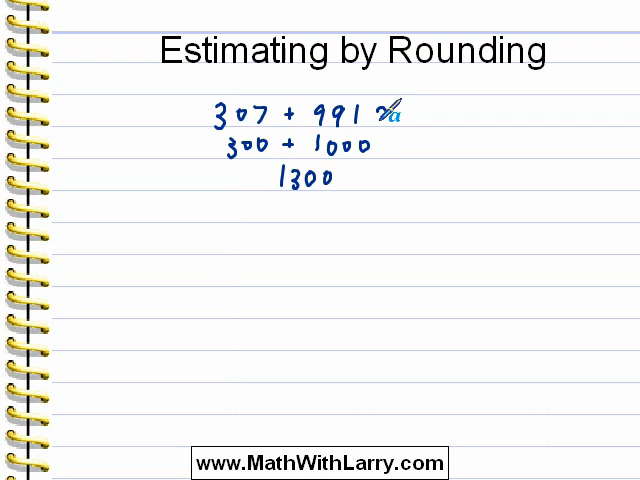 Estimating by Rounding
307 + 991 ≈
300 + 1000
1300
www.MathWithLarry.com